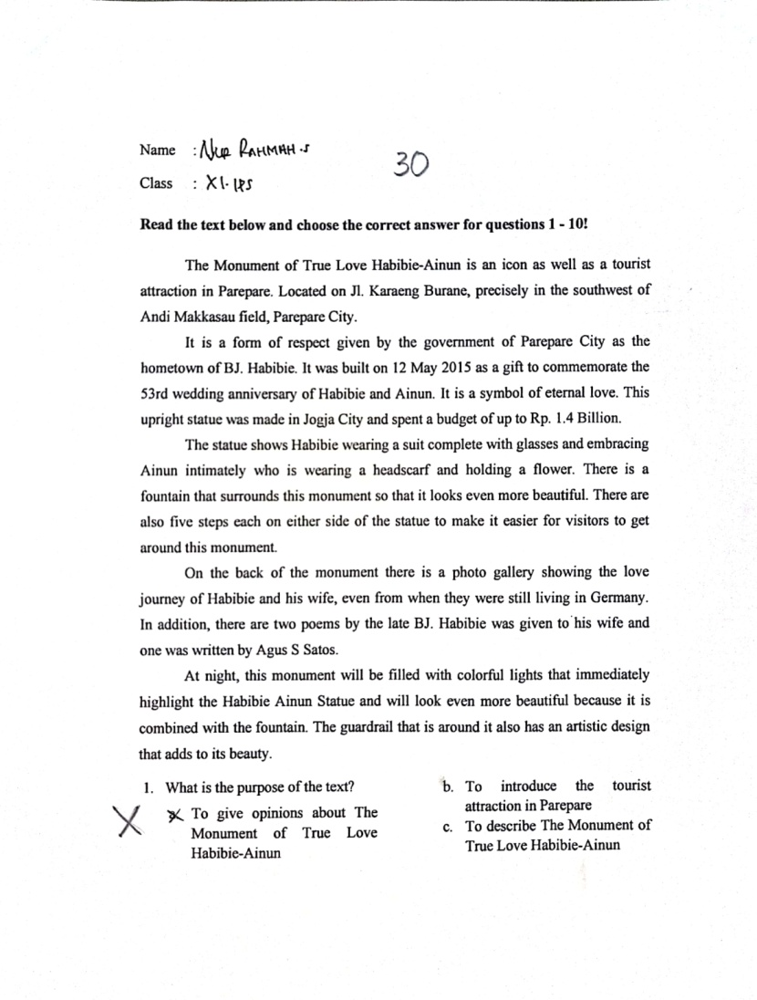 Name : Nur RAHMAH.S
30
Class : XI. IPS
Read the text below and choose the correct answer for questions 1 - 10!
The Monument of True Love Habibie-Ainun is an icon as well as a tourist
attraction in Parepare. Located on Jl. Karaeng Burane, precisely in the southwest of
Andi Makkasau field, Parepare City.
It is a form of respect given by the government of Parepare City as the
hometown of BJ. Habibie. It was built on 12 May 2015 as a gift to commemorate the
53rd wedding anniversary of Habibie and Ainun. It is a symbol of eternal love. This
upright statue was made in Jogja City and spent a budget of up to Rp. 1.4 Billion.
The statue shows Habibie wearing a suit complete with glasses and embracing
Ainun intimately who is wearing a headscarf and holding a flower. There is a
fountain that surrounds this monument so that it looks even more beautiful. There are
also five steps each on either side of the statue to make it easier for visitors to get
around this monument.
On the back of the monument there is a photo gallery showing the love
journey of Habibie and his wife, even from when they were still living in Germany.
In addition, there are two poems by the late BJ. Habibie was given to his wife and
one was written by Agus S Satos.
At night, this monument will be filled with colorful lights that immediately
highlight the Habibie Ainun Statue and will look even more beautiful because it is
combined with the fountain. The guardrail that is around it also has an artistic design
that adds to its beauty.
1. What is the purpose of the text?
a. To give opinions about The
Monument of True Love
Habibie-Ainun
b. To introduce the tourist
attraction in Parepare
c. To describe The Monument of
True Love Habibie-Ainun